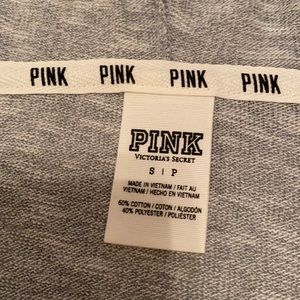 PINK PINK PINK PINK
PINK
VICTORIA'S SECRET
S | P
MADE IN VIETNAM / FAIT AU
VIETNAM / HECHO EN VIETNAM
60% COTTON / COTON / ALGODÓN
40% POLYESTER / POLIÉSTER